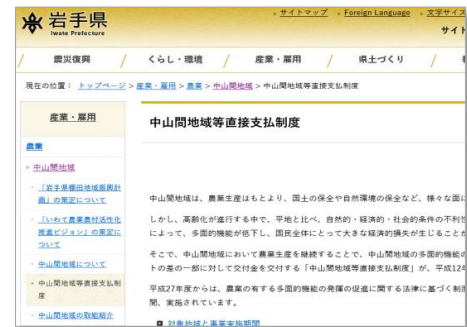 サイトマップ Foreign Language 文字サイズ
岩手県
Iwate Prefecture
サイト
震災復興 / くらし・環境 / 産業・雇用 / 県土づくり /
現在の位置： トップページ > 産業・雇用 > 農業 > 中山間地域 > 中山間地域等直接支払制度
産業・雇用
農業
中山間地域
「岩手県棚田地域振興計
画」の策定について
「いわて農業農村活性化
推進ビジョン」の策定に
ついて
中山間地域について
中山間地域等直接支払制
度
中山間地域の取組紹介
中山間地域等直接支払制度
中山間地域は、農業生産はもとより、国土の保全や自然環境の保全など、様々な面に
しかし、高齢化が進行する中で、平地と比べ、自然的・経済的・社会的条件の不利性
によって、多面的機能が低下し、国民全体にとって大きな経済的損失が生じることが
そこで、中山間地域において農業生産を継続することで、中山間地域の多面的機能の
トの差の一部に対して交付金を交付する「中山間地域等直接支払制度」が、平成12年
平成27年度からは、農業の有する多面的機能の発揮の促進に関する法律に基づく制度
間、実施されています。
対象地域と事業実施期間